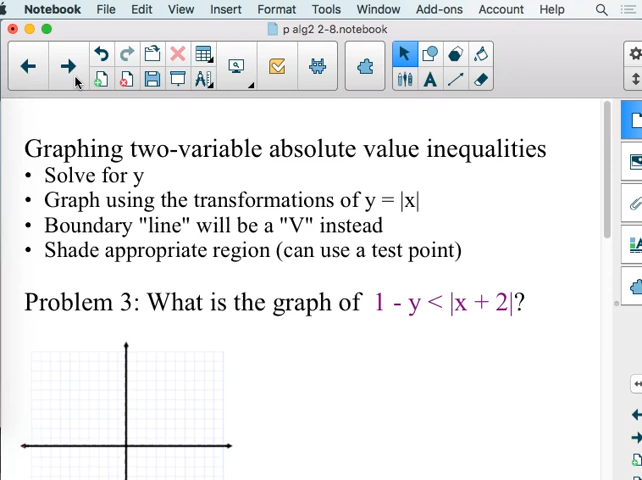 Notebook File Edit View Insert Format Tools Window Add-ons Account Help
p alg2 2-8.notebook
Graphing two-variable absolute value inequalities
• Solve for y
• Graph using the transformations of y = |x|
• Boundary "line" will be a "V" instead
• Shade appropriate region (can use a test point)
Problem 3: What is the graph of 1 - y < |x + 2|?